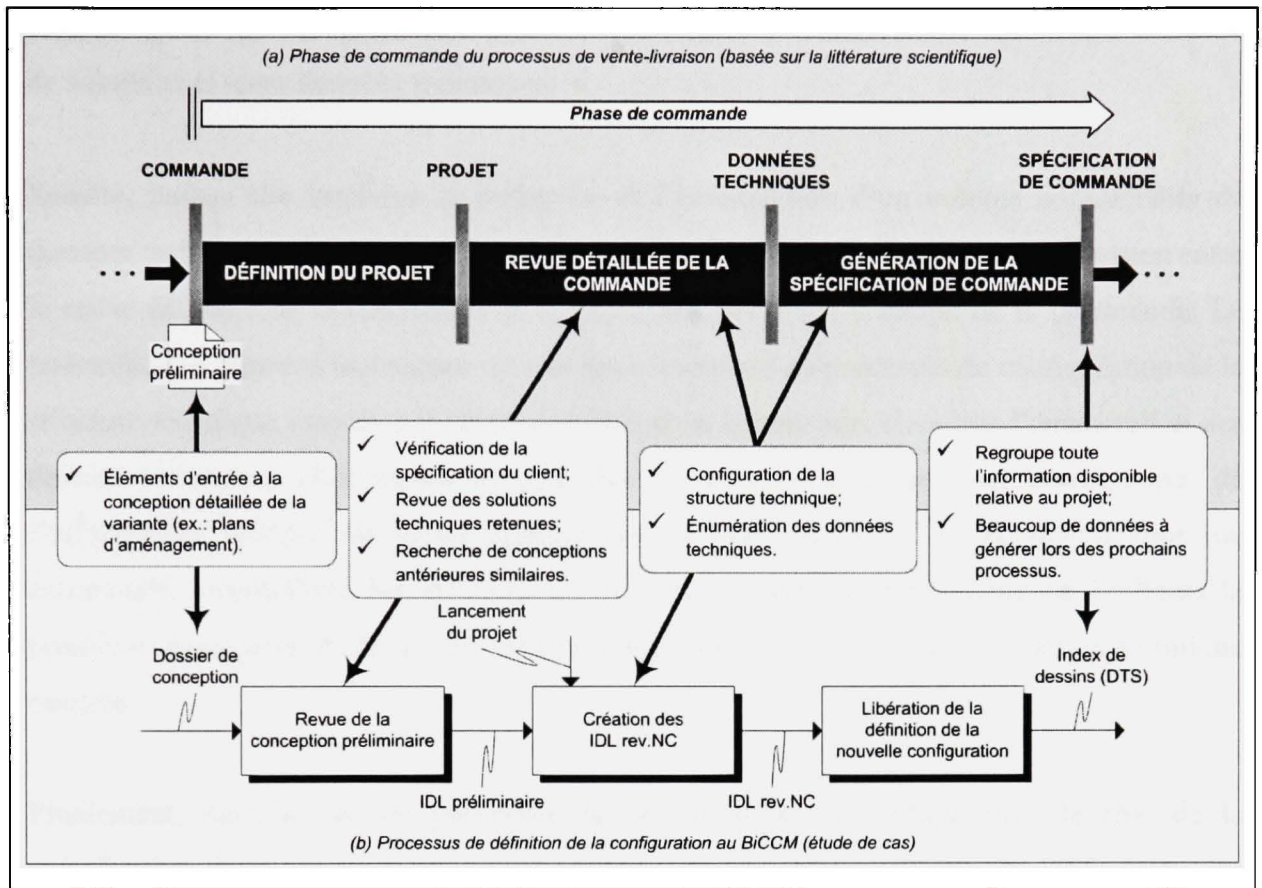 (a) Phase de commande du processus de vente-livraison (basée sur la littérature scientifique)
Phase de commande
COMMANDE
PROJET
DONNÉES
TECHNIQUES
SPÉCIFICATION
DE COMMANDE
DÉFINITION DU PROJET
REVUE DÉTAILLÉE DE LA
COMMANDE
GÉNÉRATION DE LA
SPÉCIFICATION DE COMMANDE
Conception
préliminaire
✓ Éléments d'entrée à la
conception détaillée de la
variante (ex.: plans
d'aménagement).
✓ Vérification de la
spécification du client;
✓ Revue des solutions
techniques retenues;
✓ Recherche de conceptions
antérieures similaires.
✓ Configuration de la
structure technique;
✓ Énumération des données
techniques.
✓ Regroupe toute
l'information disponible
relative au projet;
✓ Beaucoup de données à
générer lors des prochains
processus.
Lancement
du projet
Dossier de
conception
Index de
dessins (DTS)
Revue de la
conception préliminaire
Création des
IDL rev.NC
Libération de la
définition de la
nouvelle configuration
IDL préliminaire
IDL rev.NC
(b) Processus de définition de la configuration au BiCCM (étude de cas)